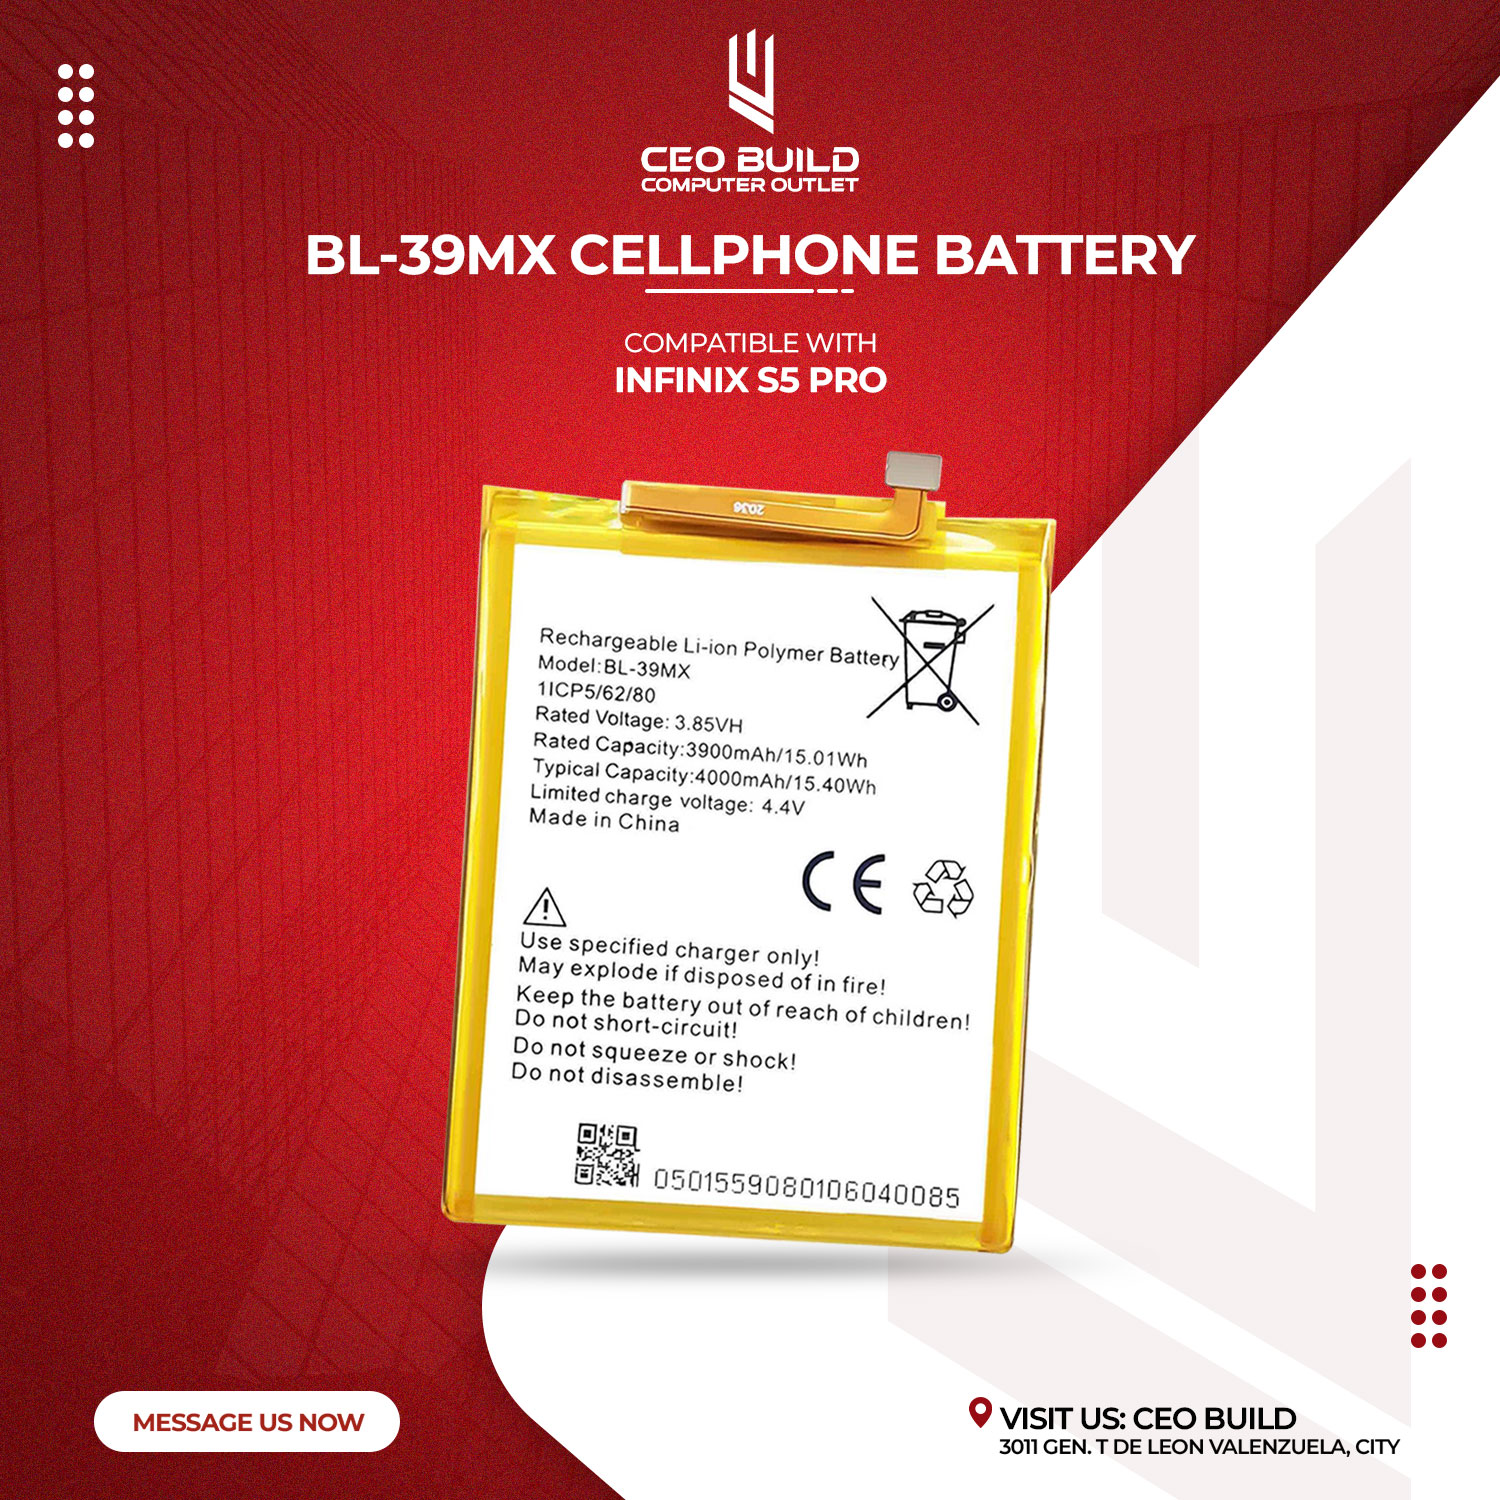 CEO BUILD
COMPUTER OUTLET
BL-39MX CELLPHONE BATTERY
COMPATIBLE WITH
INFINIX S5 PRO
2036
Rechargeable Li-ion Polymer Battery
Model:BL-39MX
1ICP5/62/80
Rated Voltage: 3.85VH
Rated Capacity:3900mAh/15.01Wh
Typical Capacity:4000mAh/15.40Wh
Limited charge voltage: 4.4V
Made in China
CE
Use specified charger only!
May explode if disposed of in fire!
Keep the battery out of reach of children!
Do not short-circuit!
Do not squeeze or shock!
Do not disassemble!
0501559080106040085
MESSAGE US NOW
VISIT US: CEO BUILD
3011 GEN. T DE LEON VALENZUELA, CITY